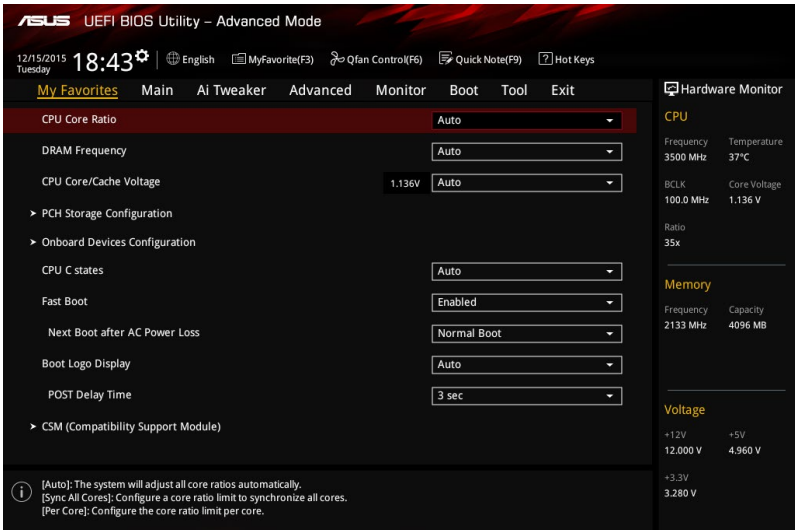 ASUS UEFI BIOS Utility – Advanced Mode
12/15/2015
Tuesday
18:43
English MyFavorite(F3) Qfan Control(F6) Quick Note(F9) ? Hot Keys
My Favorites Main Ai Tweaker Advanced Monitor Boot Tool Exit
CPU Core Ratio Auto
DRAM Frequency Auto
CPU Core/Cache Voltage 1.136V Auto
> PCH Storage Configuration
> Onboard Devices Configuration
CPU C states Auto
Fast Boot Enabled
Next Boot after AC Power Loss Normal Boot
Boot Logo Display Auto
POST Delay Time 3 sec
> CSM (Compatibility Support Module)
[Auto]: The system will adjust all core ratios automatically.
[Sync All Cores]: Configure a core ratio limit to synchronize all cores.
[Per Core]: Configure the core ratio limit per core.
Hardware Monitor
CPU
Frequency Temperature
3500 MHz 37°C
BCLK Core Voltage
100.0 MHz 1.136 V
Ratio
35x
Memory
Frequency Capacity
2133 MHz 4096 MB
Voltage
+12V +5V
12.000 V 4.960 V
+3.3V
3.280 V